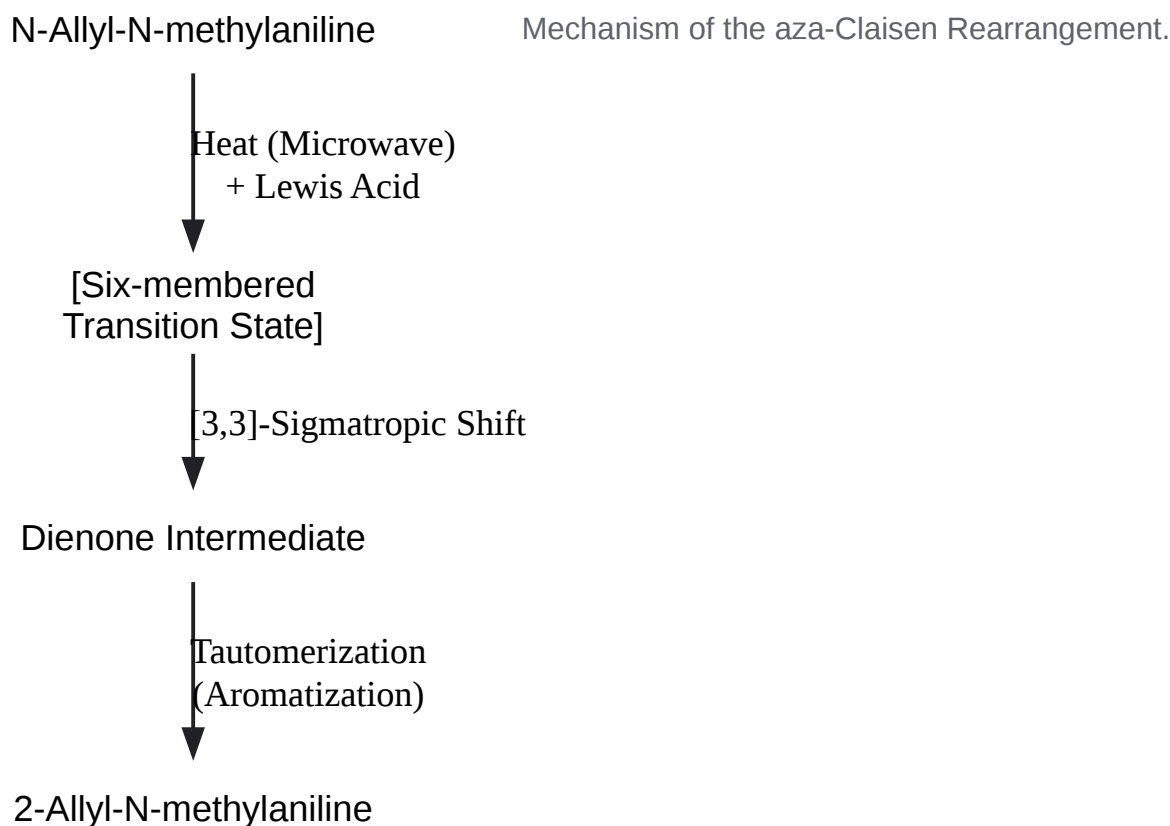 N-Allyl-N-methylaniline
Mechanism of the aza-Claisen Rearrangement.
Heat (Microwave)
+ Lewis Acid
[Six-membered
Transition State]
[3,3]-Sigmatropic Shift
Dienone Intermediate
Tautomerization
(Aromatization)
2-Allyl-N-methylaniline